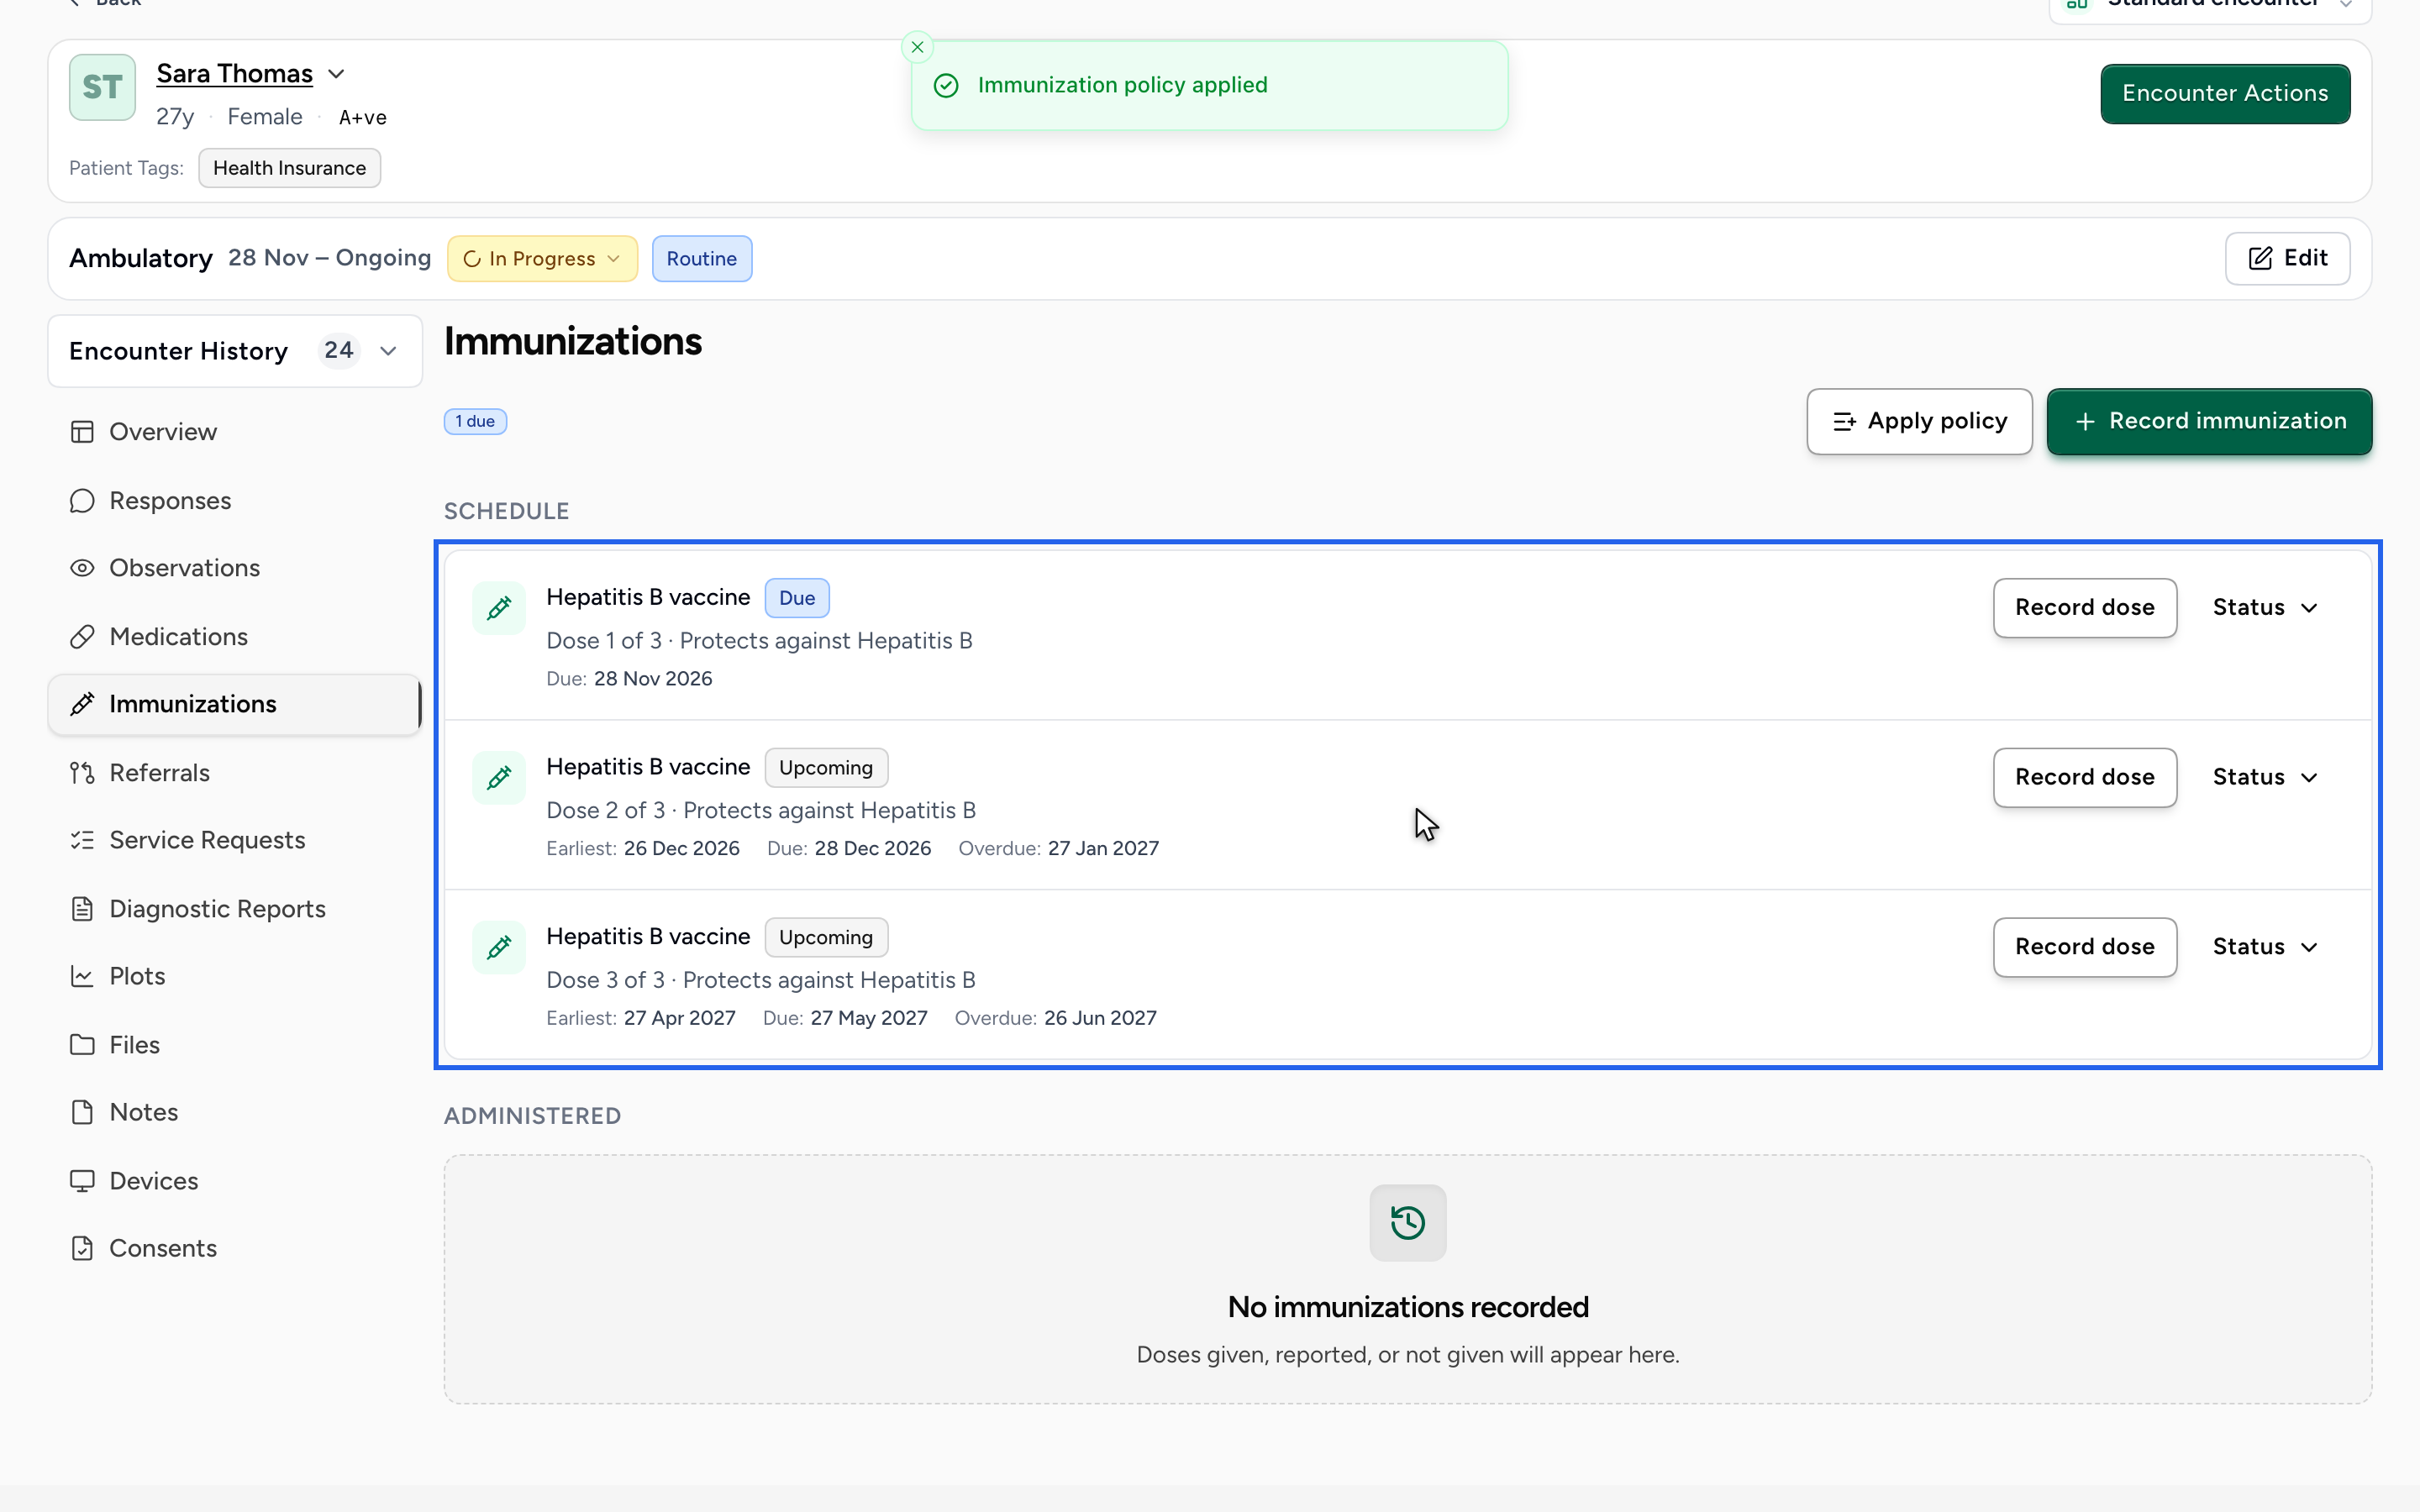 Back
Standard encounter
ST
Sara Thomas
27y · Female · A+ve
Patient Tags: Health Insurance
Immunization policy applied
Encounter Actions
Ambulatory 28 Nov – Ongoing In Progress Routine
Edit
Encounter History 24
Overview
Responses
Observations
Medications
Immunizations
Referrals
Service Requests
Diagnostic Reports
Plots
Files
Notes
Devices
Consents
Immunizations
1 due
Apply policy
Record immunization
SCHEDULE
Hepatitis B vaccine Due
Dose 1 of 3 · Protects against Hepatitis B
Due: 28 Nov 2026
Record dose Status
Hepatitis B vaccine Upcoming
Dose 2 of 3 · Protects against Hepatitis B
Earliest: 26 Dec 2026 Due: 28 Dec 2026 Overdue: 27 Jan 2027
Record dose Status
Hepatitis B vaccine Upcoming
Dose 3 of 3 · Protects against Hepatitis B
Earliest: 27 Apr 2027 Due: 27 May 2027 Overdue: 26 Jun 2027
Record dose Status
ADMINISTERED
No immunizations recorded
Doses given, reported, or not given will appear here.